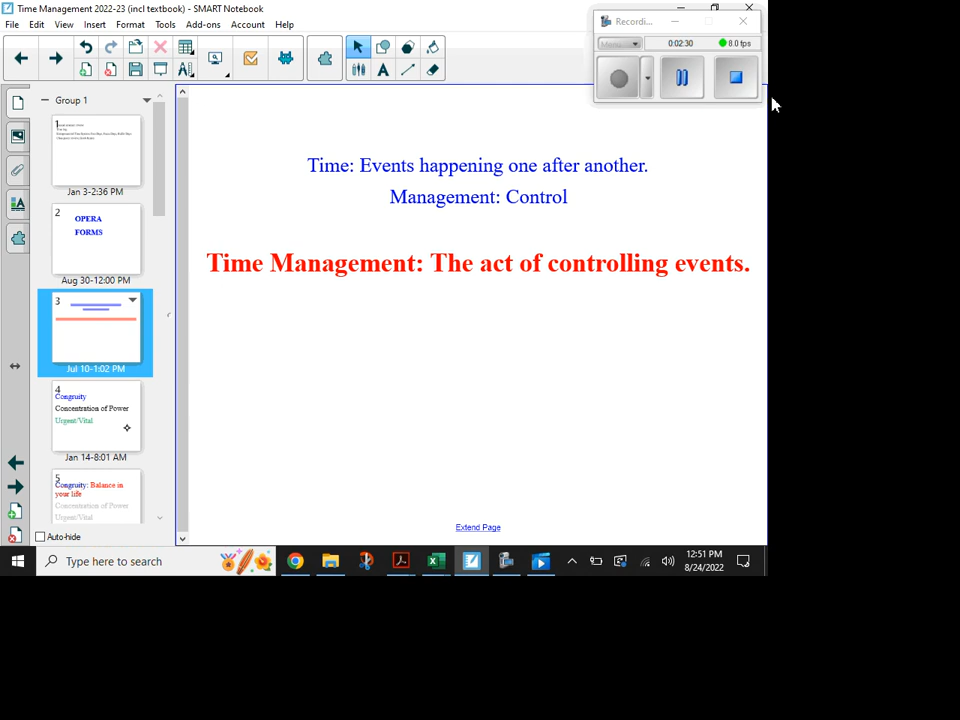 Time Management 2022-23 (incl textbook) - SMART Notebook
File Edit View Insert Format Tools Add-ons Account Help
Recordi...
Menu
0:02:30
8.0 fps
Group 1
1
Jan 3-2:36 PM
2
OPERA
FORMS
Aug 30-12:00 PM
3
Jul 10-1:02 PM
4
Congruity
Concentration of Power
Urgent/Vital
Jan 14-8:01 AM
5
Congruity: Balance in
your life
Concentration of Power
Urgent/Vital
Auto-hide
Time: Events happening one after another.
Management: Control
Time Management: The act of controlling events.
Extend Page
Type here to search
12:51 PM
8/24/2022